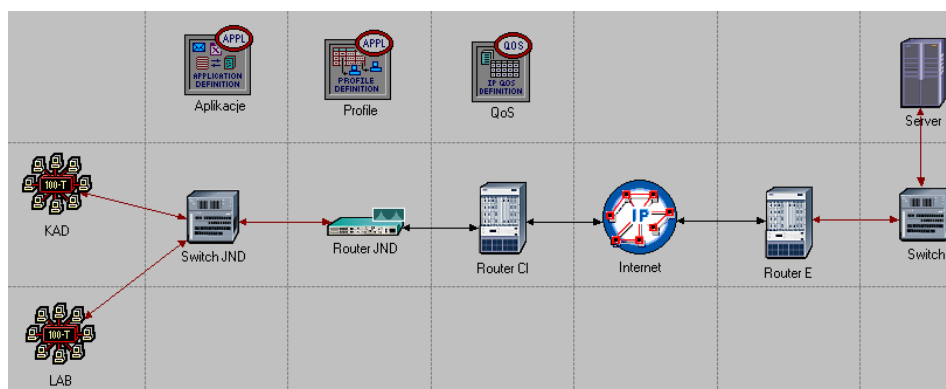 APPL
APPLICATION
DEFINITION
Aplikacje
APPL
PROFILE
DEFINITION
Profile
QOS
IP QOS
DEFINITION
QoS
Server
100-T
KAD
Switch JND
Router JND
Router CI
IP
Internet
Router E
Switch
100-T
LAB